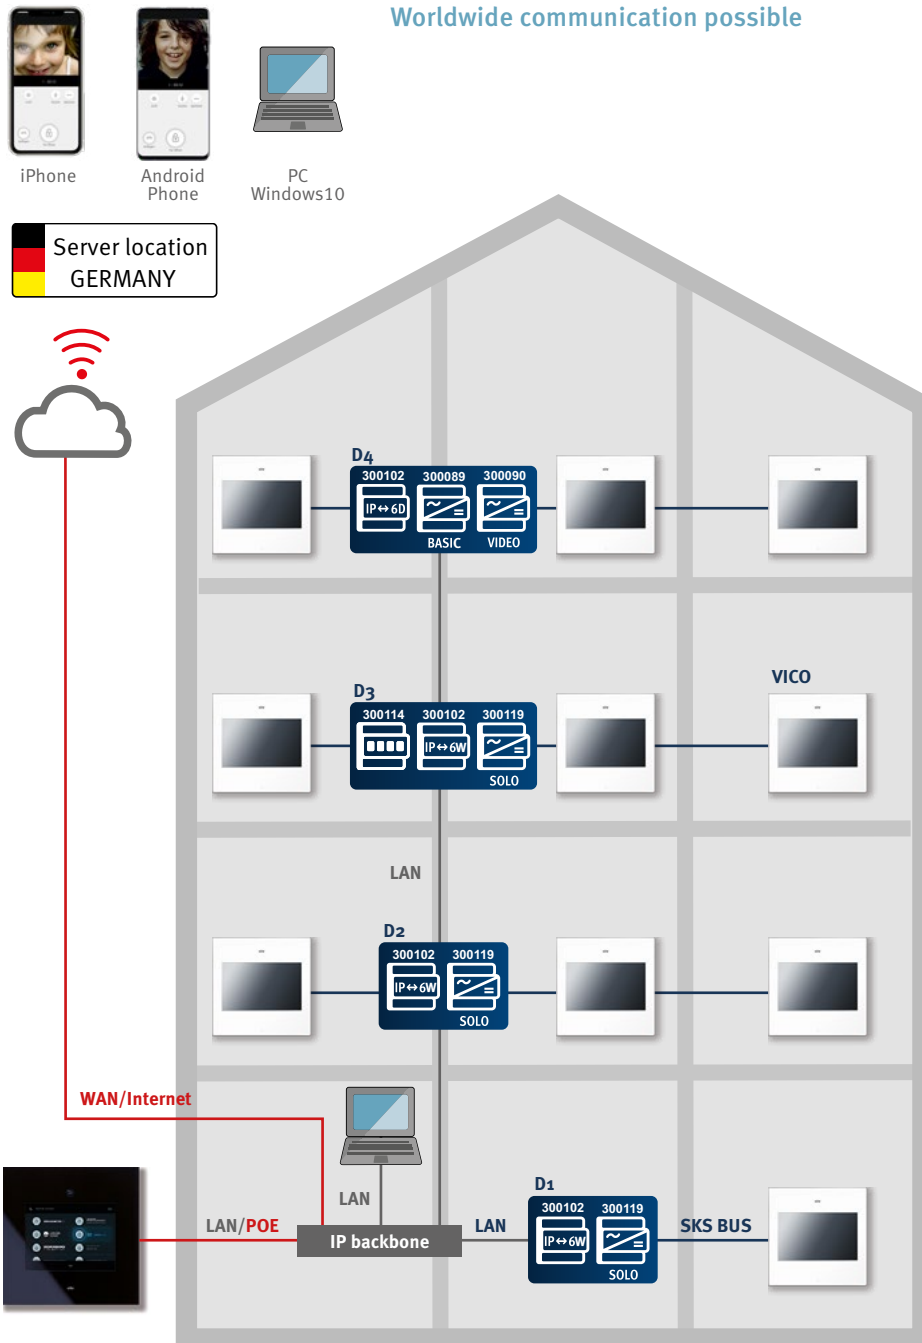 Worldwide communication possible
iPhone
Android
Phone
PC
Windows10
Server location
GERMANY
D4
300102 300089 300090
IP↔6D
BASIC VIDEO
D3
VICO
300114 300102 300119
IP↔6W
SOLO
LAN
D2
300102 300119
IP↔6W
SOLO
WAN/Internet
LAN
LAN/POE
IP backbone
LAN
D1
300102 300119
IP↔6W
SOLO
SKS BUS